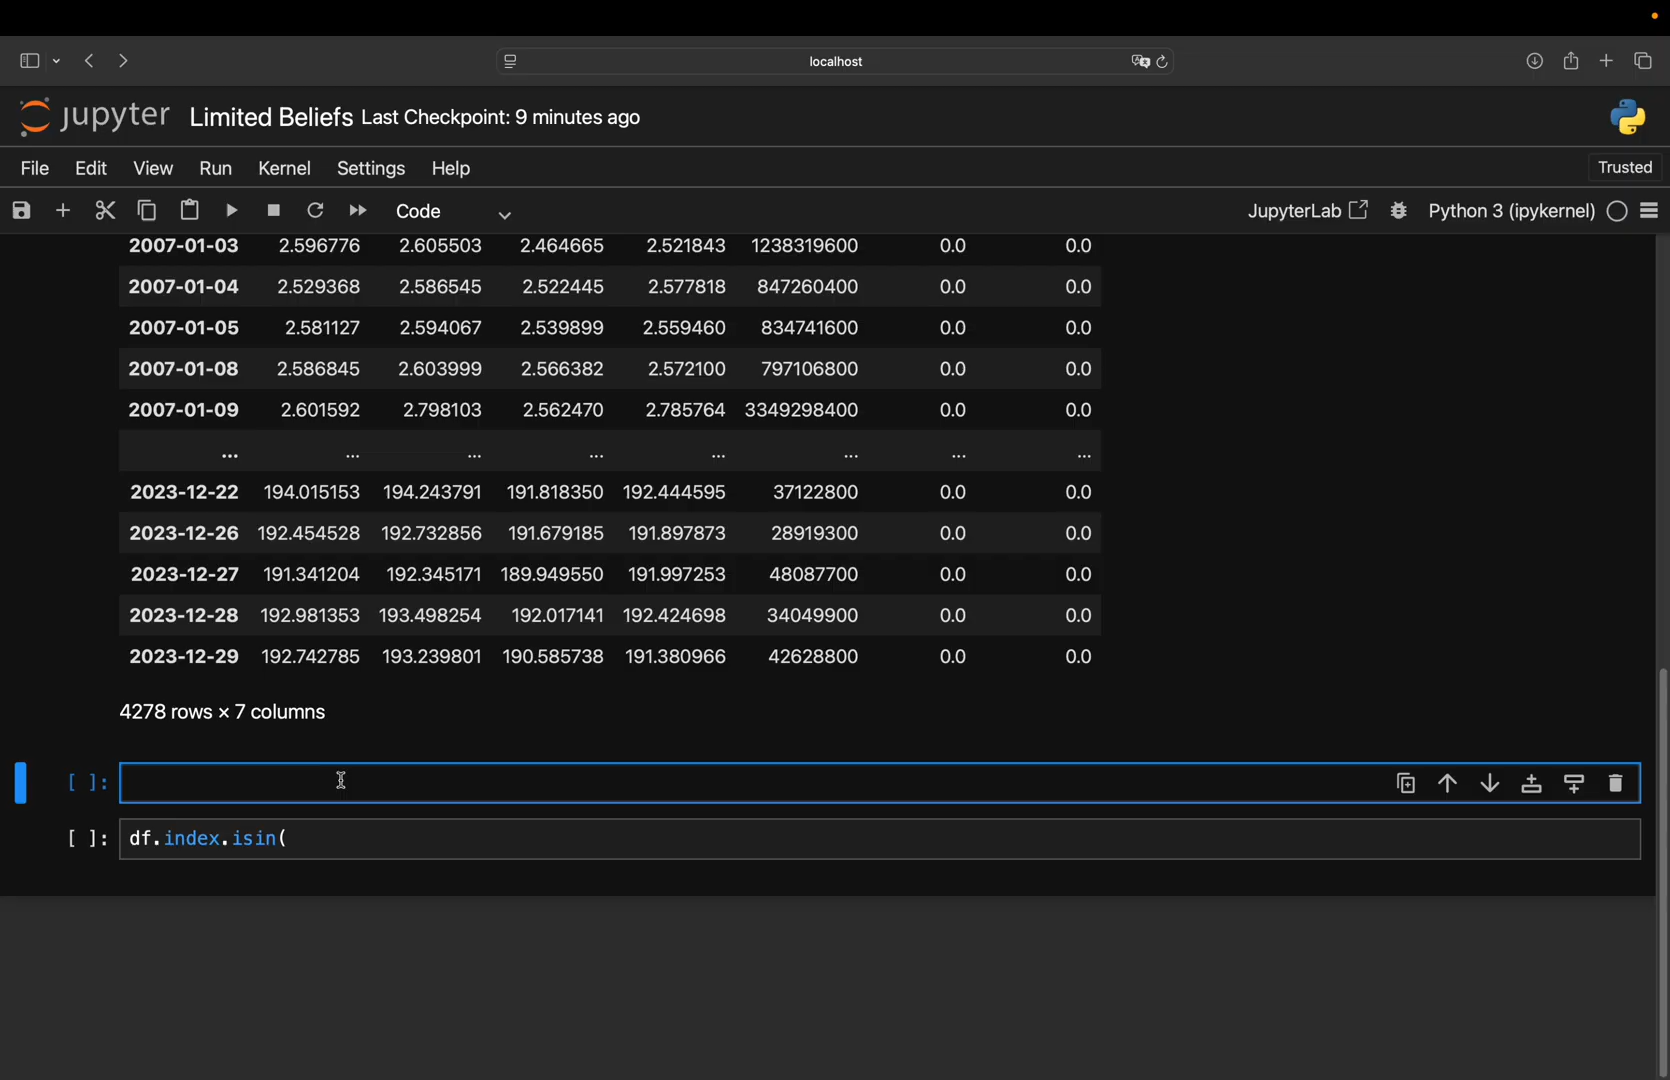 localhost
jupyter Limited Beliefs Last Checkpoint: 9 minutes ago
File Edit View Run Kernel Settings Help Trusted
Code JupyterLab Python 3 (ipykernel)
2007-01-03 2.596776 2.605503 2.464665 2.521843 1238319600 0.0 0.0
2007-01-04 2.529368 2.586545 2.522445 2.577818 847260400 0.0 0.0
2007-01-05 2.581127 2.594067 2.539899 2.559460 834741600 0.0 0.0
2007-01-08 2.586845 2.603999 2.566382 2.572100 797106800 0.0 0.0
2007-01-09 2.601592 2.798103 2.562470 2.785764 3349298400 0.0 0.0
... ... ... ... ... ... ... ...
2023-12-22 194.015153 194.243791 191.818350 192.444595 37122800 0.0 0.0
2023-12-26 192.454528 192.732856 191.679185 191.897873 28919300 0.0 0.0
2023-12-27 191.341204 192.345171 189.949550 191.997253 48087700 0.0 0.0
2023-12-28 192.981353 193.498254 192.017141 192.424698 34049900 0.0 0.0
2023-12-29 192.742785 193.239801 190.585738 191.380966 42628800 0.0 0.0
4278 rows × 7 columns
[ ]:
[ ]: df.index.isin(